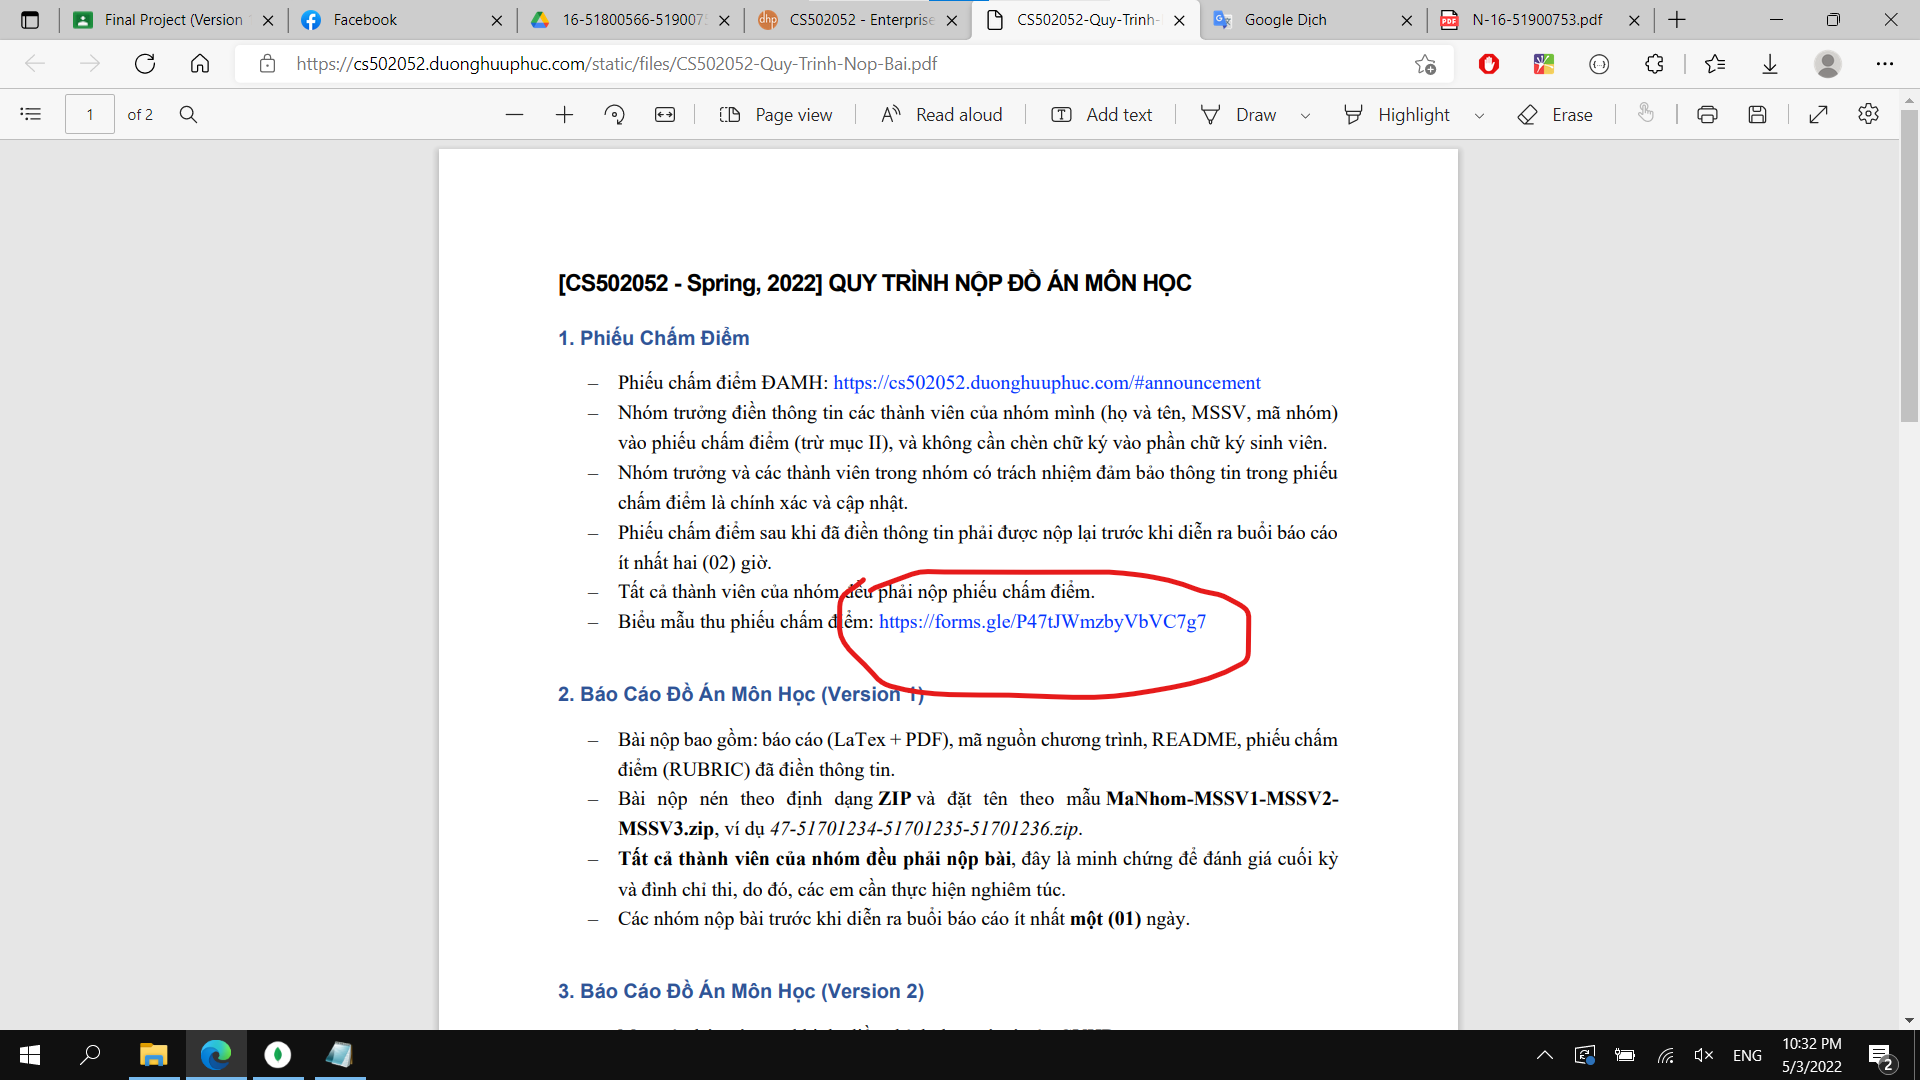 Final Project (Version
Facebook
16-51800566-519007
CS502052 - Enterprise
CS502052-Quy-Trinh-
Google Dịch
N-16-51900753.pdf
https://cs502052.duonghuuphuc.com/static/files/CS502052-Quy-Trinh-Nop-Bai.pdf
1 of 2 Page view Read aloud Add text Draw Highlight Erase
[CS502052 - Spring, 2022] QUY TRÌNH NỘP ĐỒ ÁN MÔN HỌC
1. Phiếu Chấm Điểm
– Phiếu chấm điểm ĐAMH: https://cs502052.duonghuuphuc.com/#announcement
– Nhóm trưởng điền thông tin các thành viên của nhóm mình (họ và tên, MSSV, mã nhóm)
vào phiếu chấm điểm (trừ mục II), và không cần chèn chữ ký vào phần chữ ký sinh viên.
– Nhóm trưởng và các thành viên trong nhóm có trách nhiệm đảm bảo thông tin trong phiếu
chấm điểm là chính xác và cập nhật.
– Phiếu chấm điểm sau khi đã điền thông tin phải được nộp lại trước khi diễn ra buổi báo cáo
ít nhất hai (02) giờ.
– Tất cả thành viên của nhóm đều phải nộp phiếu chấm điểm.
– Biểu mẫu thu phiếu chấm điểm: https://forms.gle/P47tJWmzbyVbVC7g7
2. Báo Cáo Đồ Án Môn Học (Version 1)
– Bài nộp bao gồm: báo cáo (LaTex + PDF), mã nguồn chương trình, README, phiếu chấm
điểm (RUBRIC) đã điền thông tin.
– Bài nộp nén theo định dạng ZIP và đặt tên theo mẫu MaNhom-MSSV1-MSSV2-
MSSV3.zip, ví dụ 47-51701234-51701235-51701236.zip.
– Tất cả thành viên của nhóm đều phải nộp bài, đây là minh chứng để đánh giá cuối kỳ
và đình chỉ thi, do đó, các em cần thực hiện nghiêm túc.
– Các nhóm nộp bài trước khi diễn ra buổi báo cáo ít nhất một (01) ngày.
3. Báo Cáo Đồ Án Môn Học (Version 2)
ENG
10:32 PM
5/3/2022
2